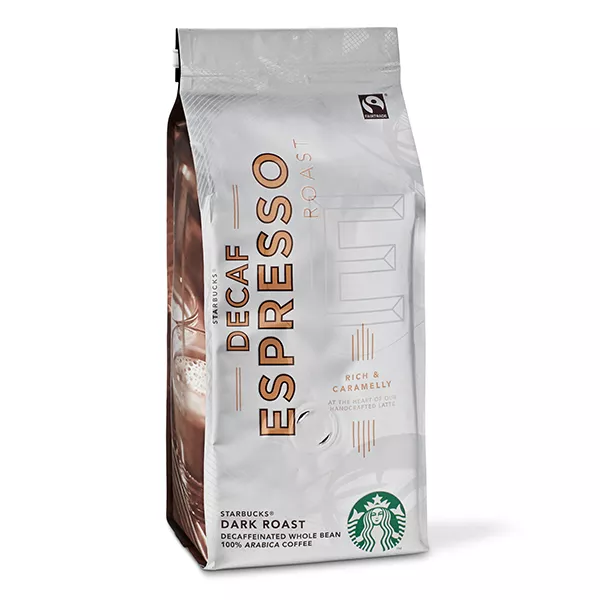 FAIRTRADE
STARBUCKS®
DECAF
ESPRESSO
ROAST
RICH &
CARAMELLY
AT THE HEART OF OUR
HANDCRAFTED LATTE
STARBUCKS®
DARK ROAST
DECAFFEINATED WHOLE BEAN
100% ARABICA COFFEE